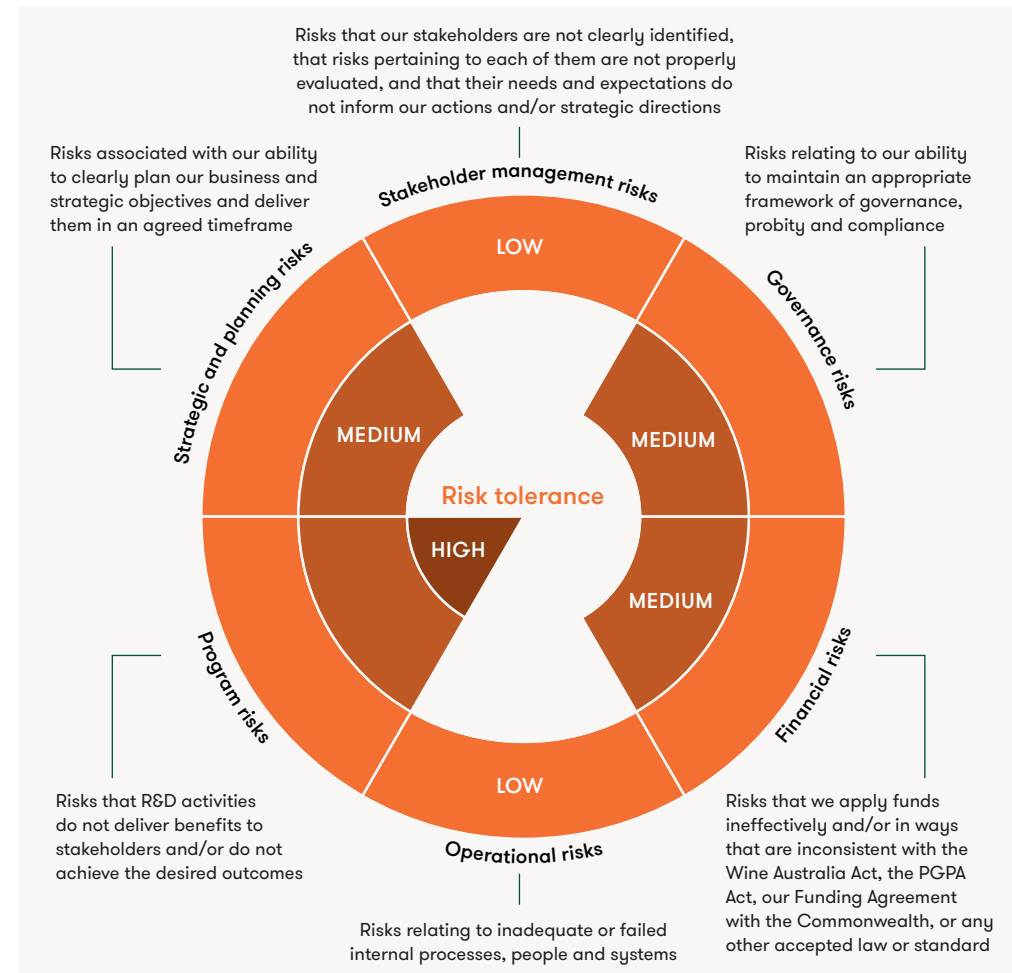 Risks that our stakeholders are not clearly identified,
that risks pertaining to each of them are not properly
evaluated, and that their needs and expectations do
not inform our actions and/or strategic directions
Risks associated with our ability
to clearly plan our business and
strategic objectives and deliver
them in an agreed timeframe
Risks relating to our ability
to maintain an appropriate
framework of governance,
probity and compliance
Stakeholder management risks
Strategic and planning risks
Governance risks
LOW
MEDIUM
MEDIUM
Risk tolerance
HIGH
MEDIUM
Program risks
Financial risks
LOW
Operational risks
Risks that R&D activities
do not deliver benefits to
stakeholders and/or do not
achieve the desired outcomes
Risks that we apply funds
ineffectively and/or in ways
that are inconsistent with the
Wine Australia Act, the PGPA
Act, our Funding Agreement
with the Commonwealth, or any
other accepted law or standard
Risks relating to inadequate or failed
internal processes, people and systems